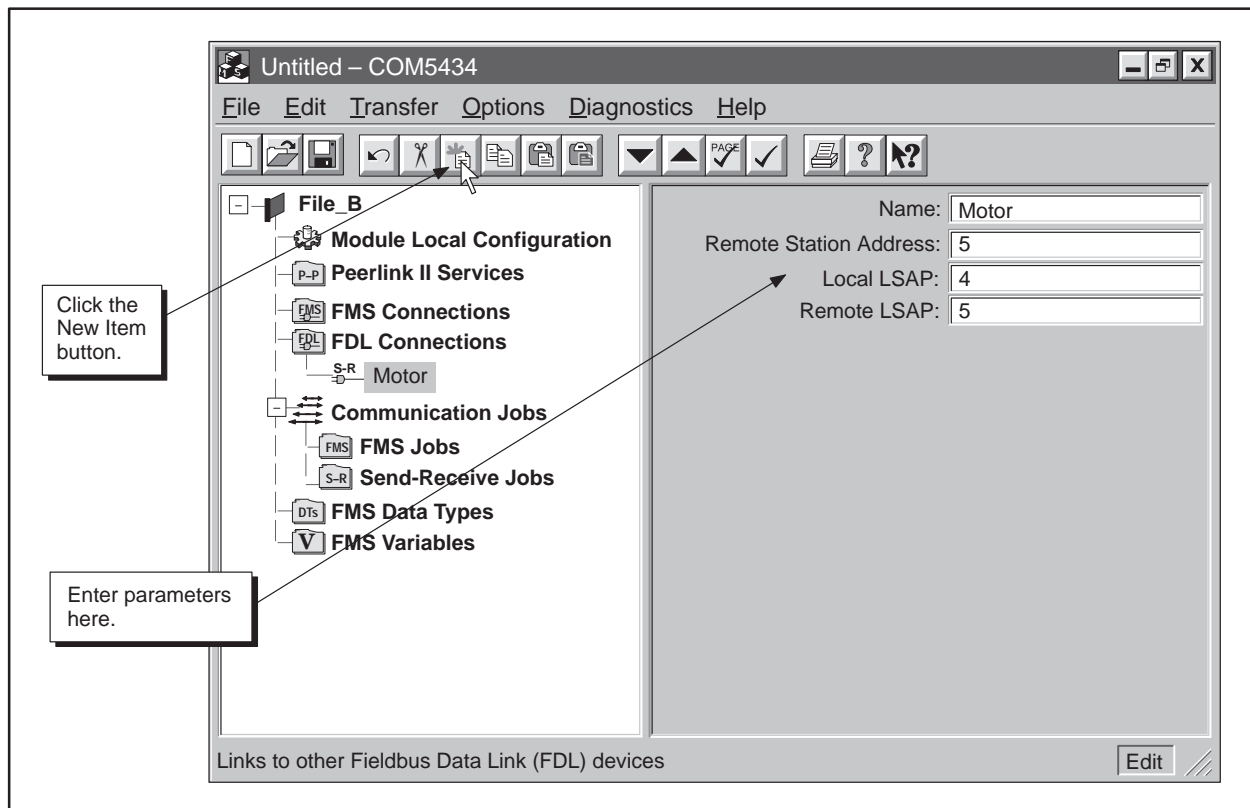 Untitled – COM5434
File Edit Transfer Options Diagnostics Help
PAGE
File_B
Module Local Configuration
P–P Peerlink II Services
FMS FMS Connections
FDL FDL Connections
S-R Motor
Communication Jobs
FMS FMS Jobs
S–R Send-Receive Jobs
DTs FMS Data Types
V FMS Variables
Name: Motor
Remote Station Address: 5
Local LSAP: 4
Remote LSAP: 5
Click the
New Item
button.
Enter parameters
here.
Links to other Fieldbus Data Link (FDL) devices
Edit